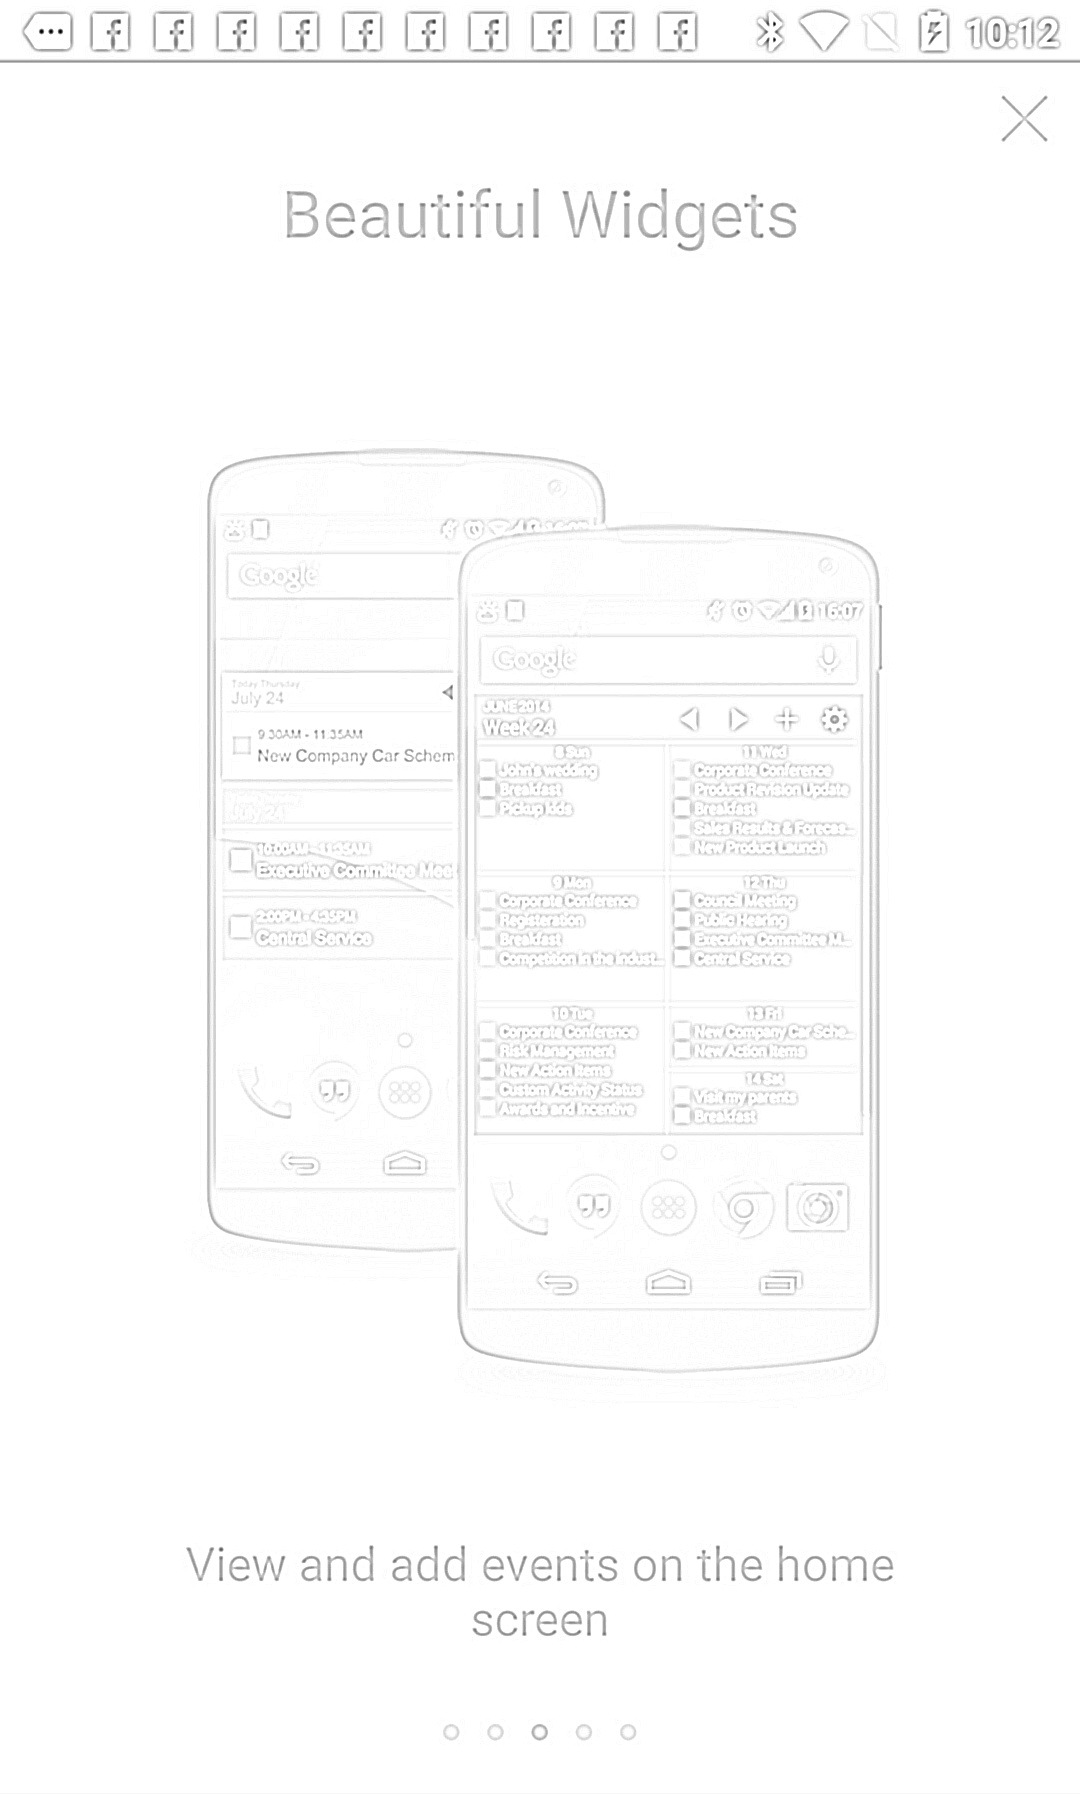 10:12
Beautiful Widgets
Google
Today, Thursday
July 24
9:30AM - 11:35AM
New Company Car Schem
July 24
10:00AM - 11:35AM
Executive Committee Mee
2:00PM - 4:35PM
Central Service
16:07
Google
JUNE 2014
Week 24
8 Sun
John's wedding
Breakfast
Pickup kids
9 Mon
Corporate Conference
Registeration
Breakfast
Competition in the Indust...
10 Tue
Corporate Conference
Risk Management
New Action Items
Custom Activity Status
Awards and Incentive
11 Wed
Corporate Conference
Product Revision Update
Breakfast
Sales Results & Forecas...
New Product Launch
12 Thu
Council Meeting
Public Hearing
Executive Committee M...
Central Service
13 Fri
New Company Car Sche...
New Action Items
14 Sat
Visit my parents
Breakfast
View and add events on the home
screen